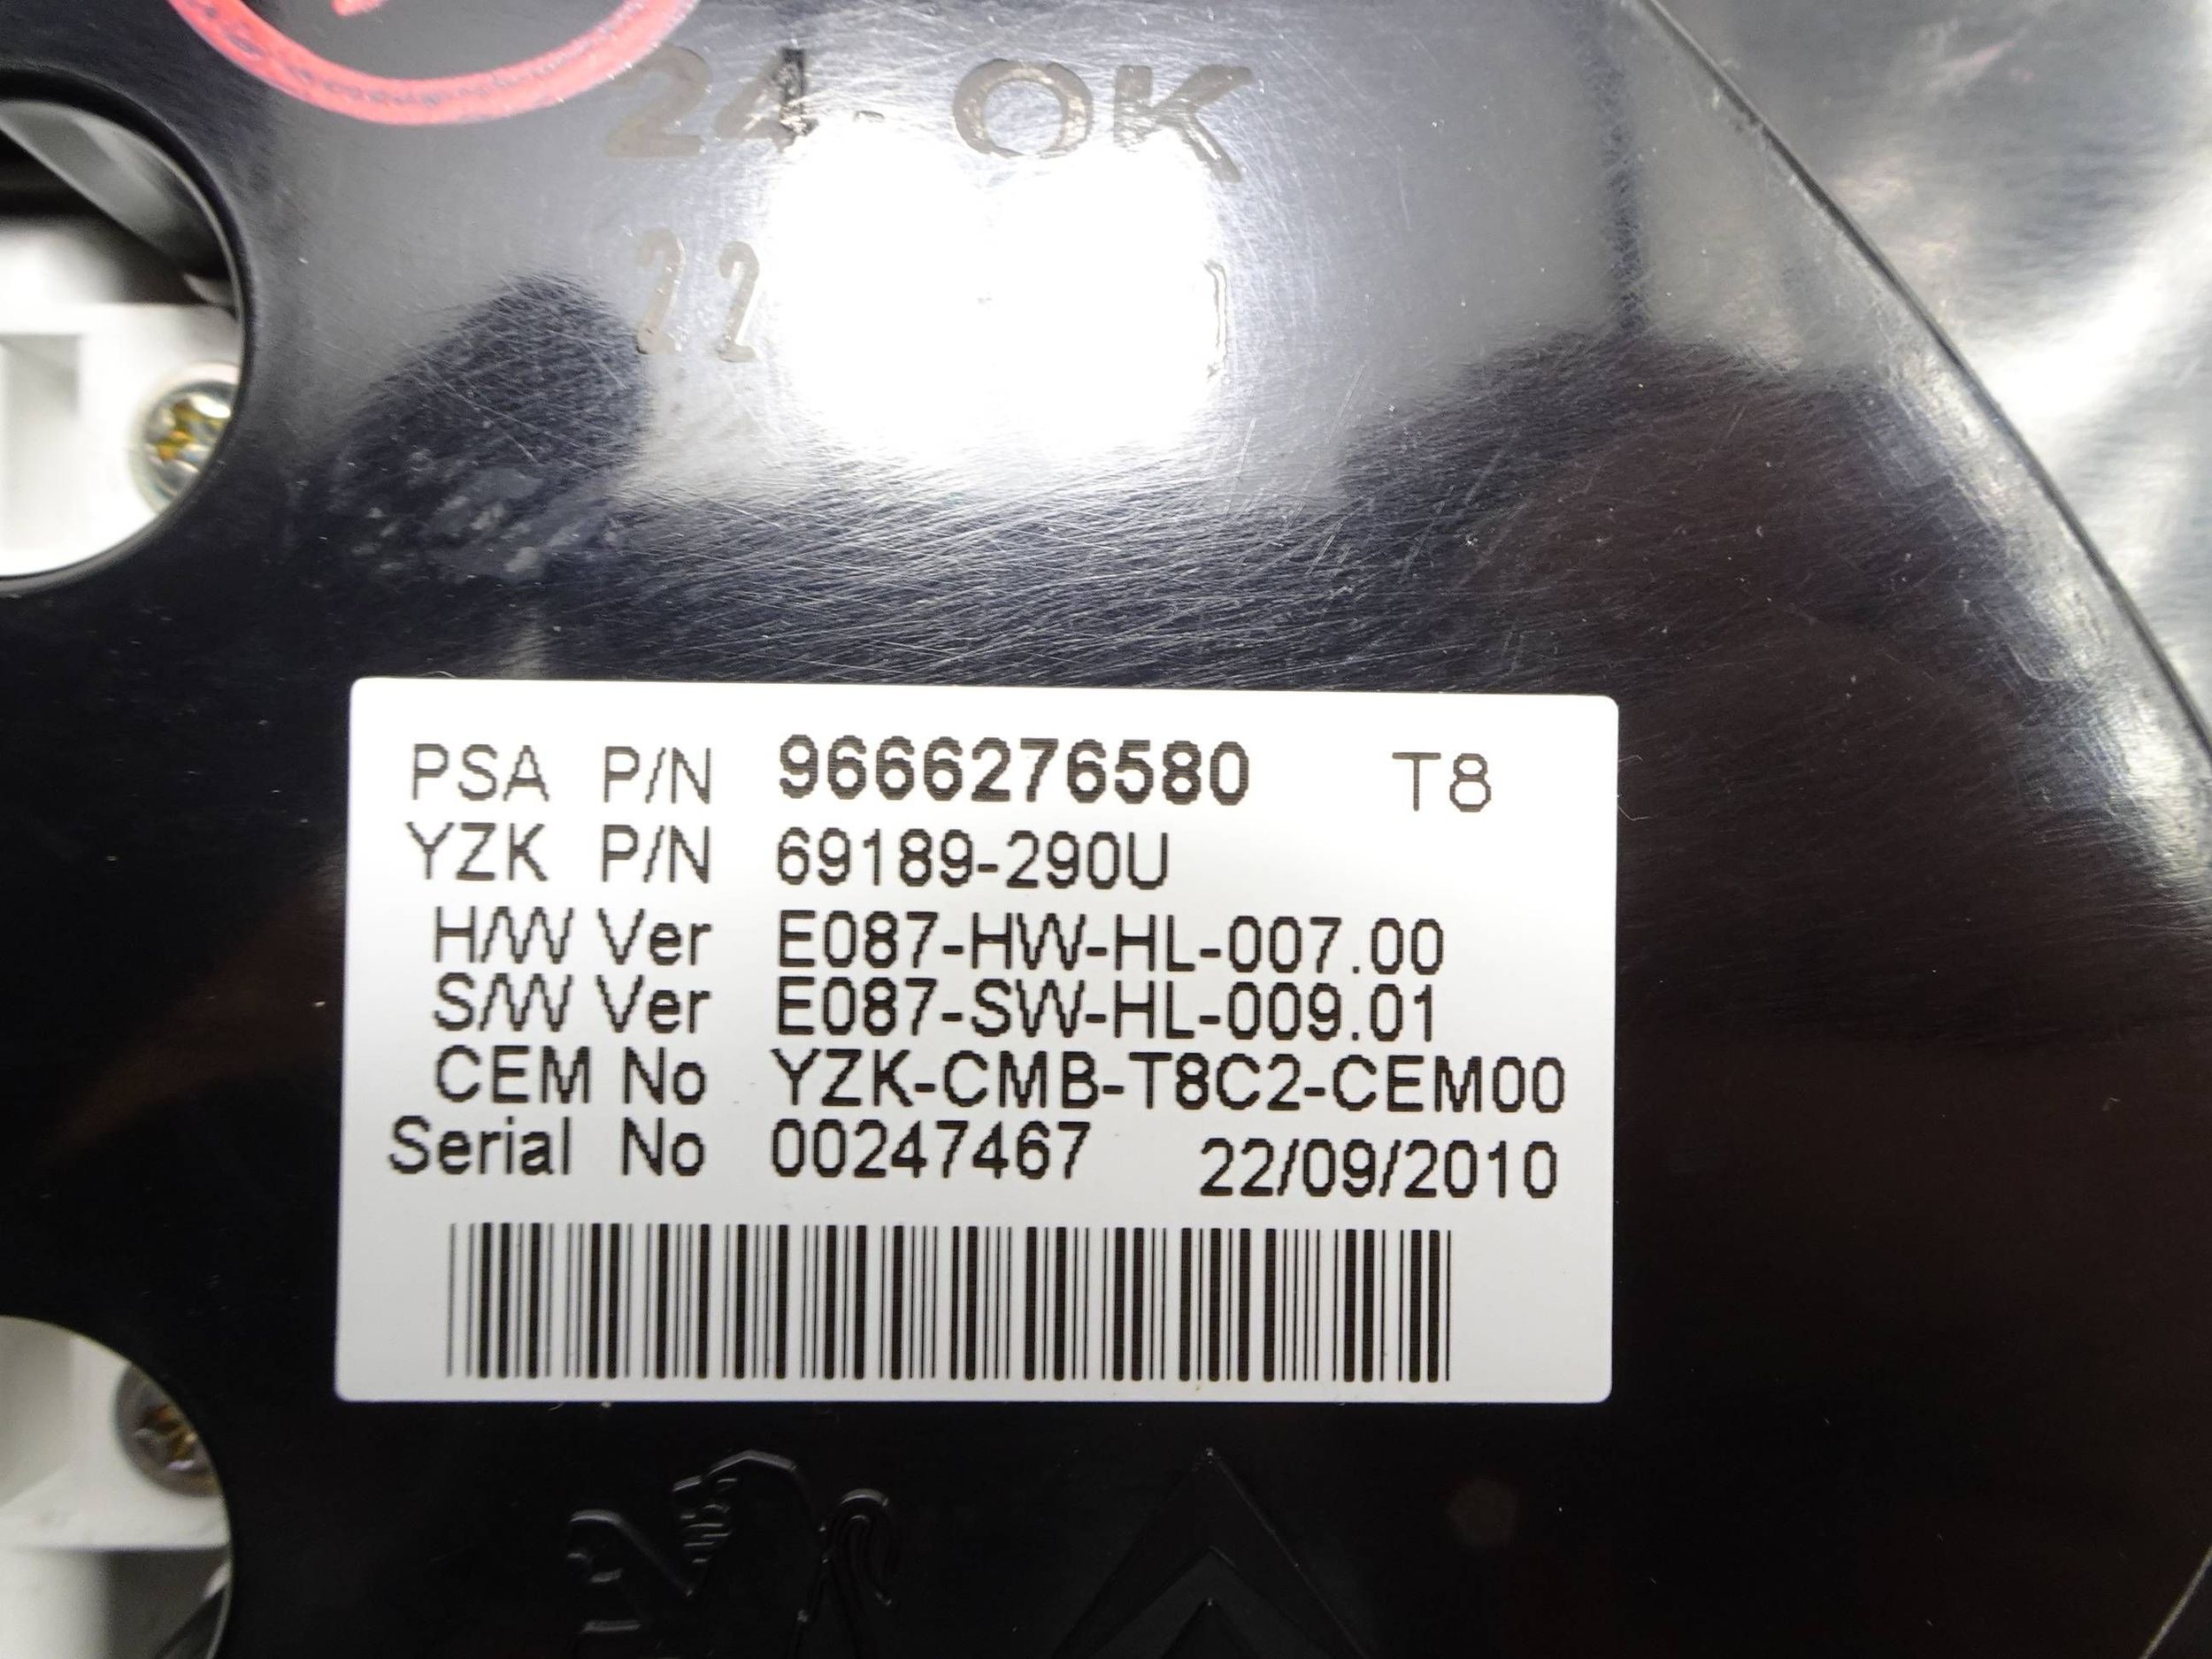 24 OK
22
PSA P/N 9666276580 T8
YZK P/N 69189-290U
H/W Ver E087-HW-HL-007.00
S/W Ver E087-SW-HL-009.01
CEM No YZK-CMB-T8C2-CEM00
Serial No 00247467 22/09/2010